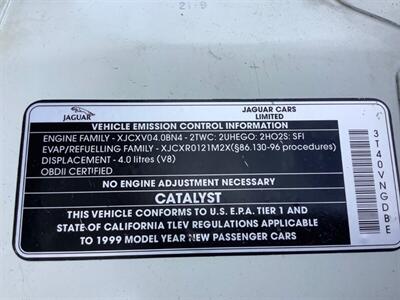 21-9
JAGUAR
JAGUAR CARS
LIMITED
VEHICLE EMISSION CONTROL INFORMATION
ENGINE FAMILY - XJCXV04.0BN4 - 2TWC: 2UHEGO: 2HO2S: SFI
EVAP/REFUELLING FAMILY - XJCXR0121M2X(§86.130-96 procedures)
DISPLACEMENT - 4.0 litres (V8)
OBDII CERTIFIED
NO ENGINE ADJUSTMENT NECESSARY
CATALYST
THIS VEHICLE CONFORMS TO U.S. E.P.A. TIER 1 AND
STATE OF CALIFORNIA TLEV REGULATIONS APPLICABLE
TO 1999 MODEL YEAR NEW PASSENGER CARS
3T40VNGDBE